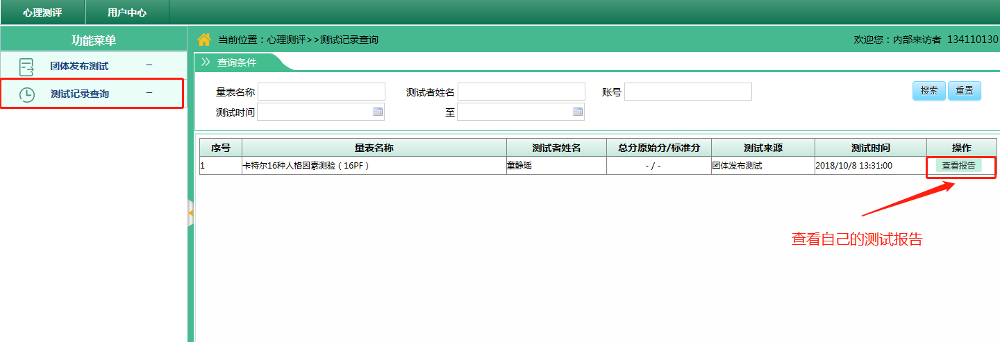 心理测评 用户中心
功能菜单
当前位置：心理测评>>测试记录查询 欢迎您：内部来访者 134110130
团体发布测试 —
测试记录查询 —
查询条件
量表名称 测试者姓名 账号 搜索 重置
测试时间 至
序号 量表名称 测试者姓名 总分原始分/标准分 测试来源 测试时间 操作
1 卡特尔16种人格因素测验（16PF） 童静瑶 - / - 团体发布测试 2018/10/8 13:31:00 查看报告
查看自己的测试报告